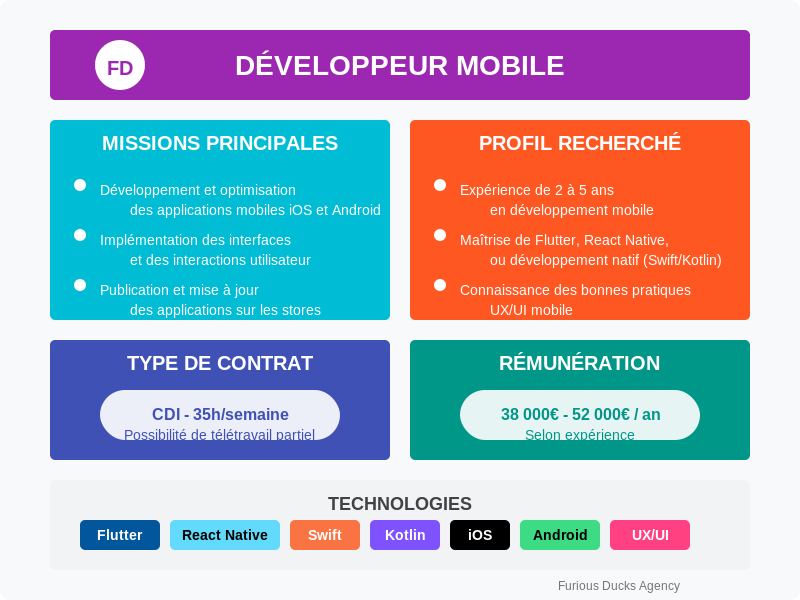 FD
DÉVELOPPEUR MOBILE
MISSIONS PRINCIPALES
Développement et optimisation
des applications mobiles iOS et Android
Implémentation des interfaces
et des interactions utilisateur
Publication et mise à jour
des applications sur les stores
PROFIL RECHERCHÉ
Expérience de 2 à 5 ans
en développement mobile
Maîtrise de Flutter, React Native,
ou développement natif (Swift/Kotlin)
Connaissance des bonnes pratiques
UX/UI mobile
TYPE DE CONTRAT
CDI - 35h/semaine
Possibilité de télétravail partiel
RÉMUNÉRATION
38 000€ - 52 000€ / an
Selon expérience
TECHNOLOGIES
Flutter
React Native
Swift
Kotlin
iOS
Android
UX/UI
Furious Ducks Agency